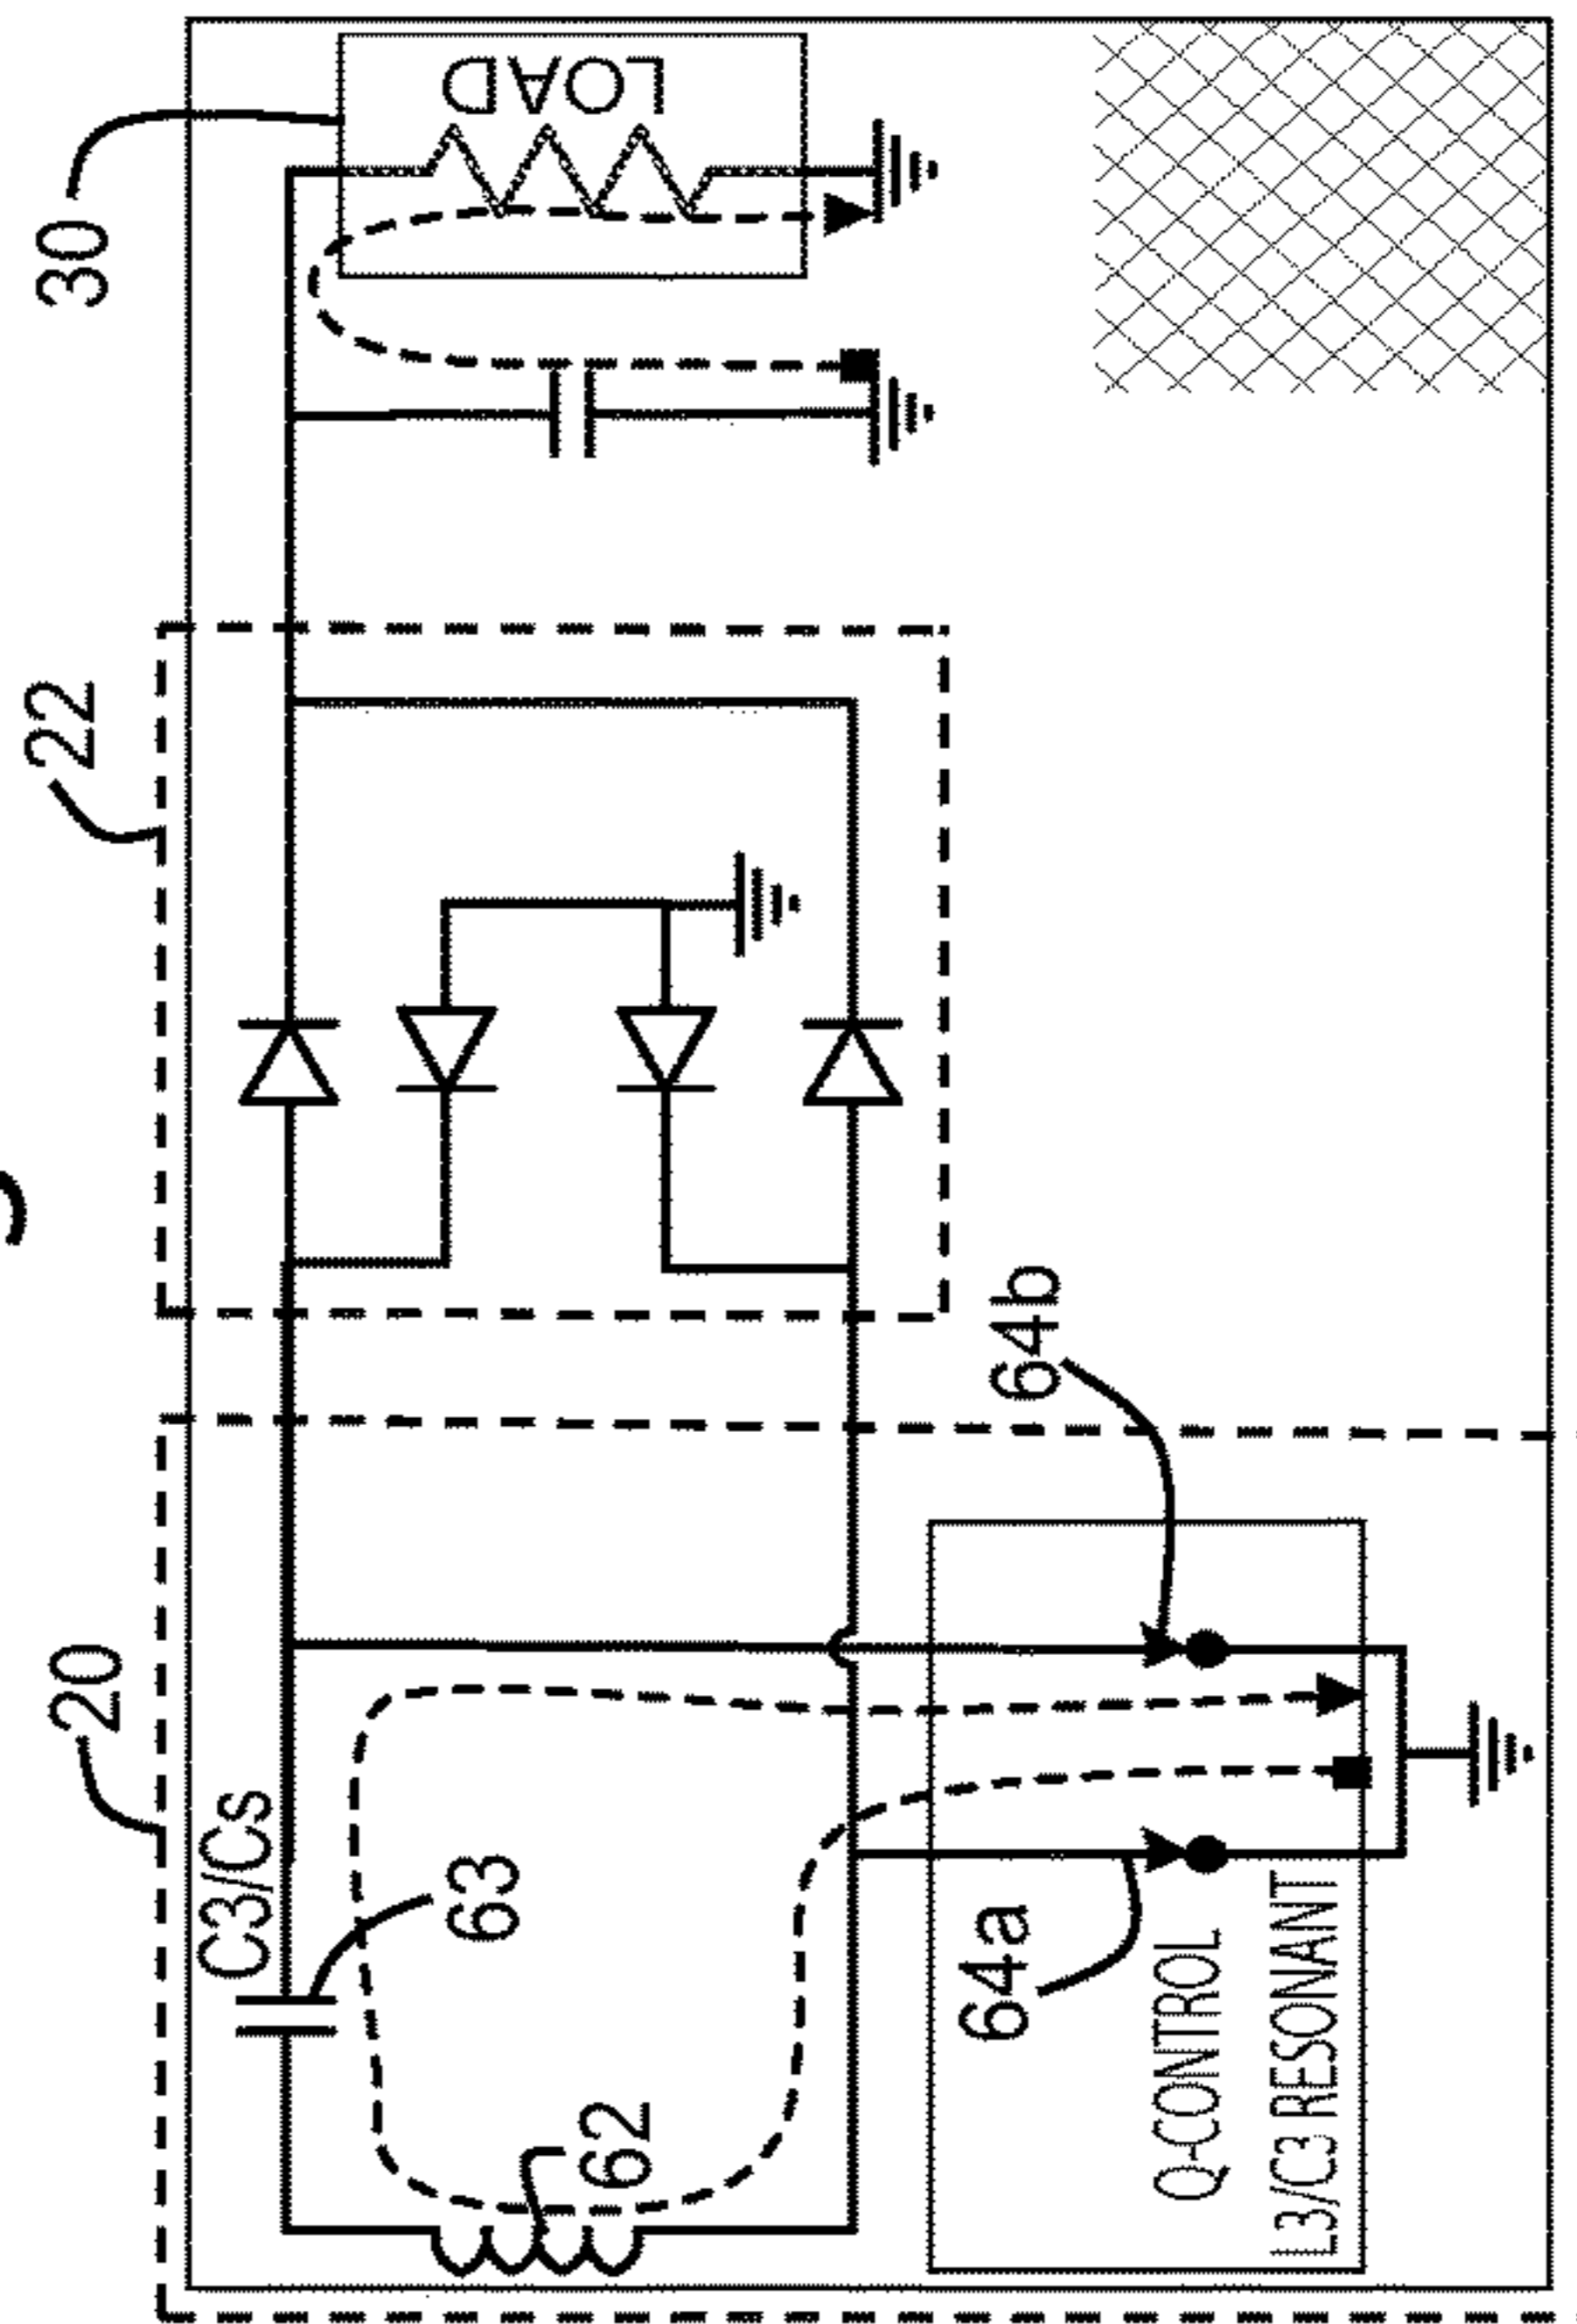 30
LOAD
22
20
C3/Cs
63
62
64b
64a
Q-CONTROL
L3/C3 RESONANT